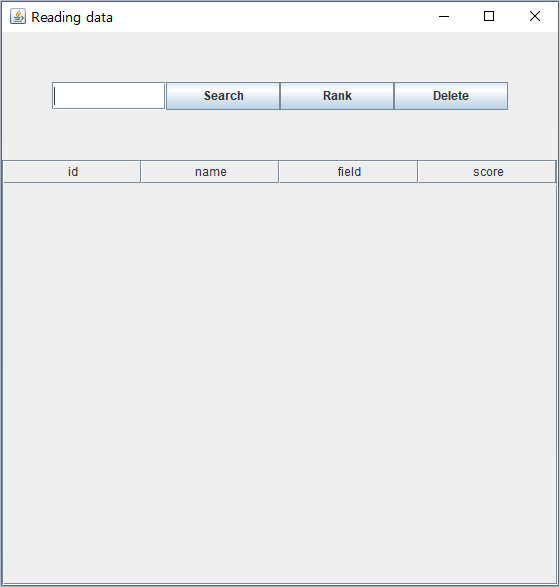 Reading data
Search Rank Delete
id name field score